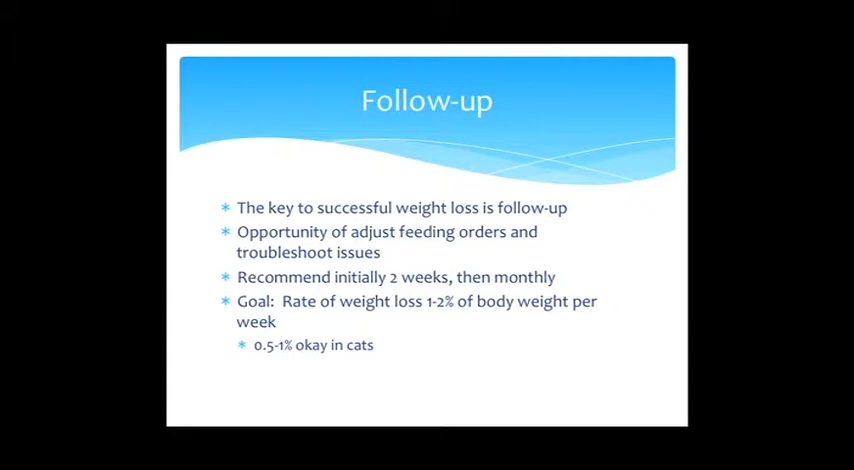 Follow-up
* The key to successful weight loss is follow-up
* Opportunity of adjust feeding orders and
troubleshoot issues
* Recommend initially 2 weeks, then monthly
* Goal: Rate of weight loss 1-2% of body weight per
week
* 0.5-1% okay in cats